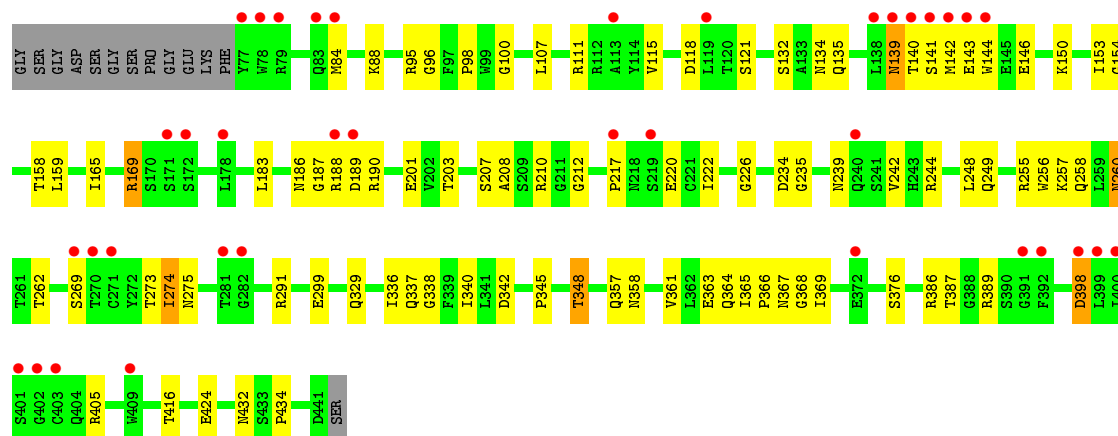 GLY SER GLY ASP SER GLY SER PRO GLY GLU LYS PHE Y77 W78 R79 Q83 M84 K88 R95 G96 F97 P98 W99 G100 L107 R111 R112 A113 Y114 V115 D118 L119 T120 S121 S132 A133 N134 Q135 L138 N139 T140 S141 M142 E143 W144 E145 E146 K150 I153 G154
T158 L159 I165 R169 S170 S171 S172 L178 L183 N186 G187 R188 D189 R190 E201 V202 T203 S207 A208 S209 R210 G211 G212 P217 N218 S219 E220 C221 I222 G226 D234 G235 N239 Q240 S241 V242 H243 R244 L248 Q249 R255 W256 K257 Q258 L259 N260
T261 T262 S269 T270 C271 Y272 T273 I274 N275 T281 G282 R291 E299 Q329 I336 Q337 G338 F339 I340 L341 D342 P345 T348 Q357 N358 V361 L362 E363 Q364 I365 P366 N367 G368 I369 E372 S376 R386 T387 G388 R389 S390 G391 F392 D398 L399 I400
S401 G402 C403 Q404 R405 W409 T416 E424 N432 S433 P434 D441 SER